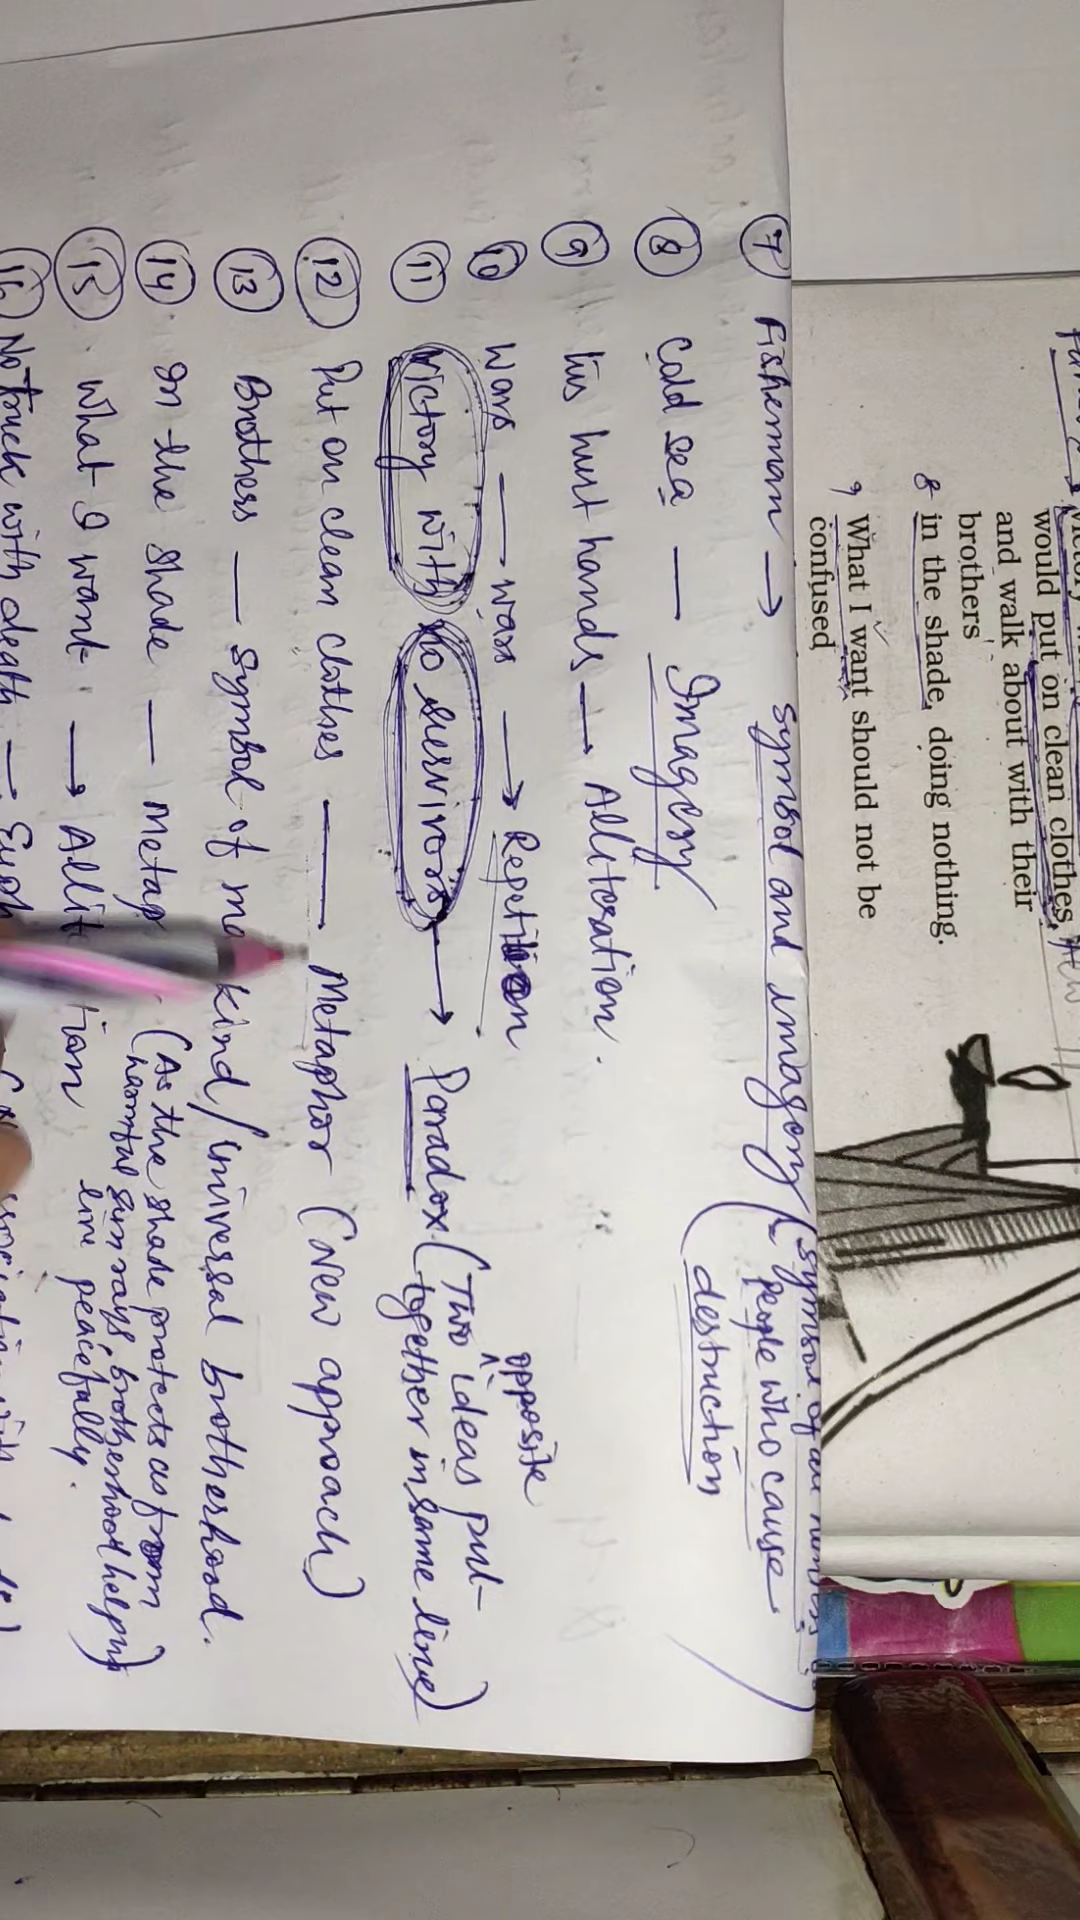 would put on clean clothes,
and walk about with their
brothers
8 in the shade, doing nothing.
9 What I want should not be
confused
7 Fisherman → symbol and imagery (symbol of
people who cause
destruction
8 Cold sea — Imagery
9 his hurt hands → Alliteration.
10 Wars — wars → Repetition
11 Victory with no survivors → Paradox (Two opposite ideas put
together in same line)
12 Put on clean clothes — Metaphor (New approach)
13 Brothers — Symbol of kind/universal brotherhood.
14 In the shade — Metap (As the shade protects us from
harmful sun rays, brotherhood helps
live peacefully.
15 What I want → Allit tion
16 No truck with death —